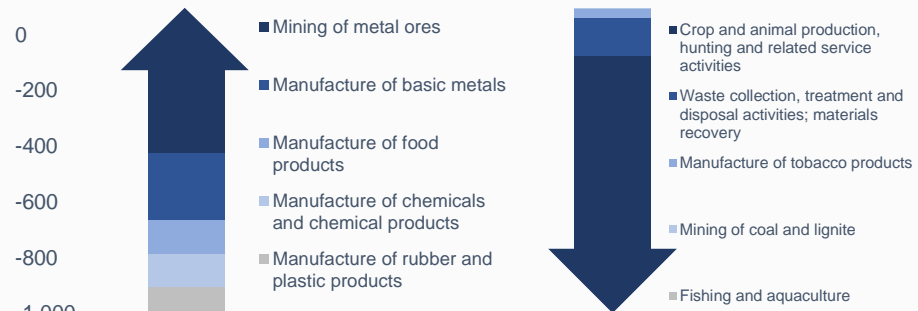 0
-200
-400
-600
-800
-1,000
Mining of metal ores
Manufacture of basic metals
Manufacture of food
products
Manufacture of chemicals
and chemical products
Manufacture of rubber and
plastic products
Crop and animal production,
hunting and related service
activities
Waste collection, treatment and
disposal activities; materials
recovery
Manufacture of tobacco products
Mining of coal and lignite
Fishing and aquaculture